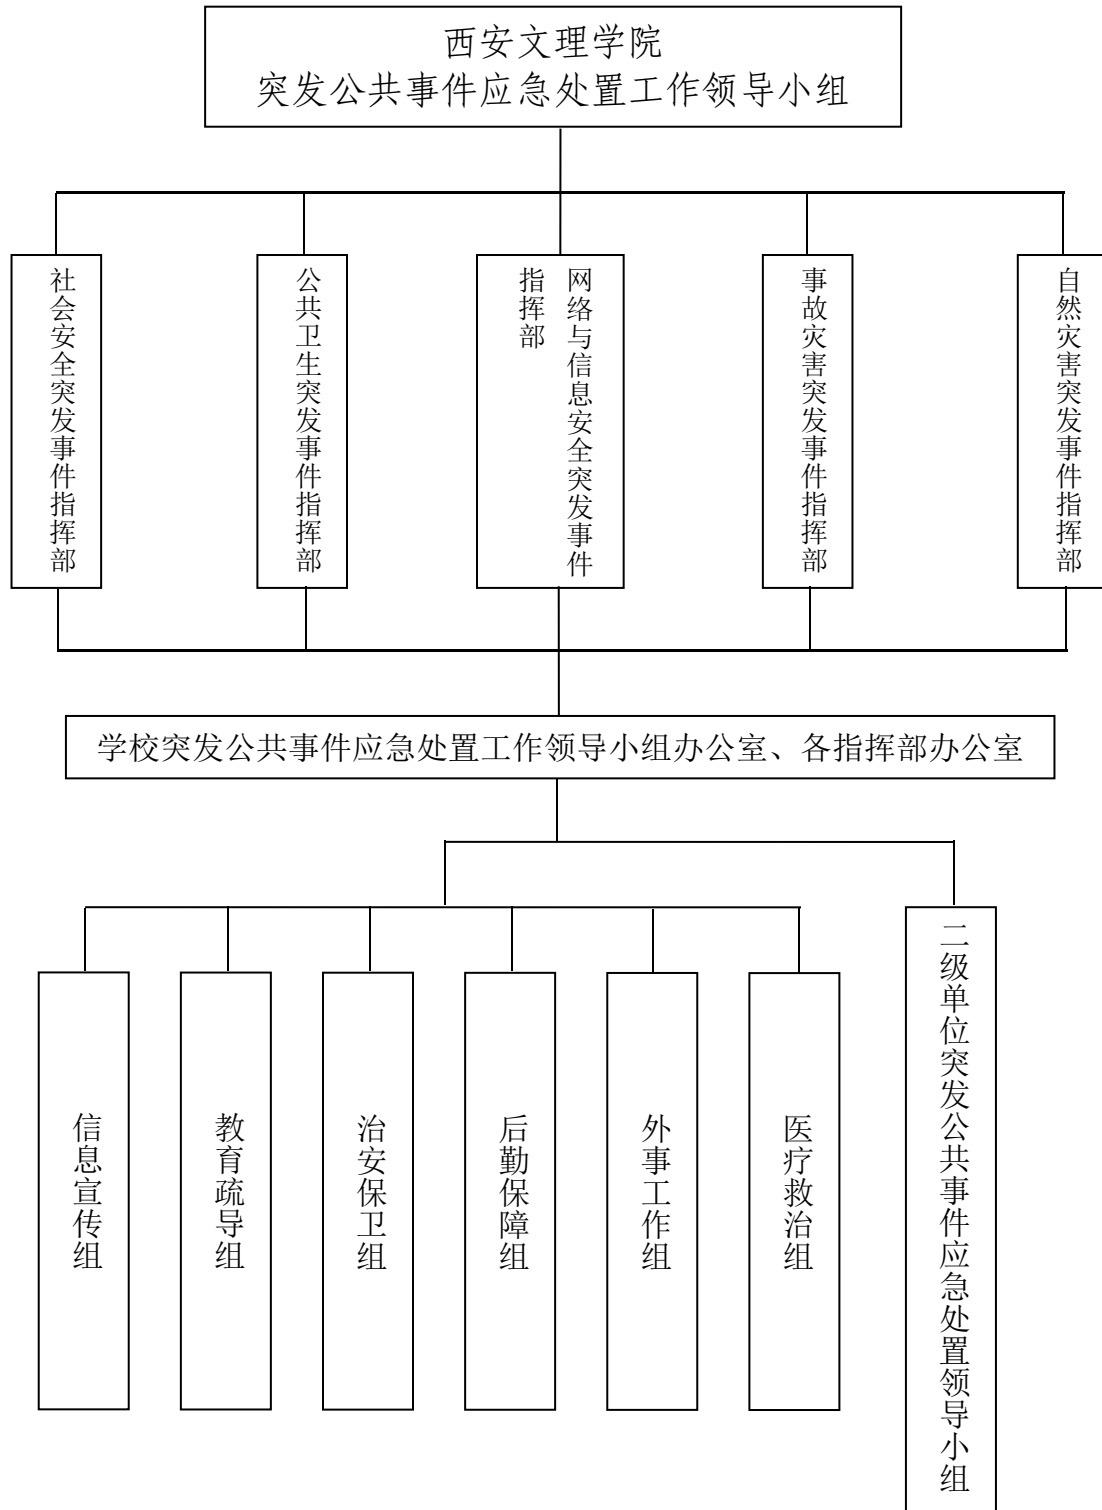 西安文理学院
突发公共事件应急处置工作领导小组
社会安全突发事件指挥部
公共卫生突发事件指挥部
网络与信息安全突发事件
指挥部
事故灾害突发事件指挥部
自然灾害突发事件指挥部
学校突发公共事件应急处置工作领导小组办公室、各指挥部办公室
信息宣传组
教育疏导组
治安保卫组
后勤保障组
外事工作组
医疗救治组
二级单位突发公共事件应急处置领导小组